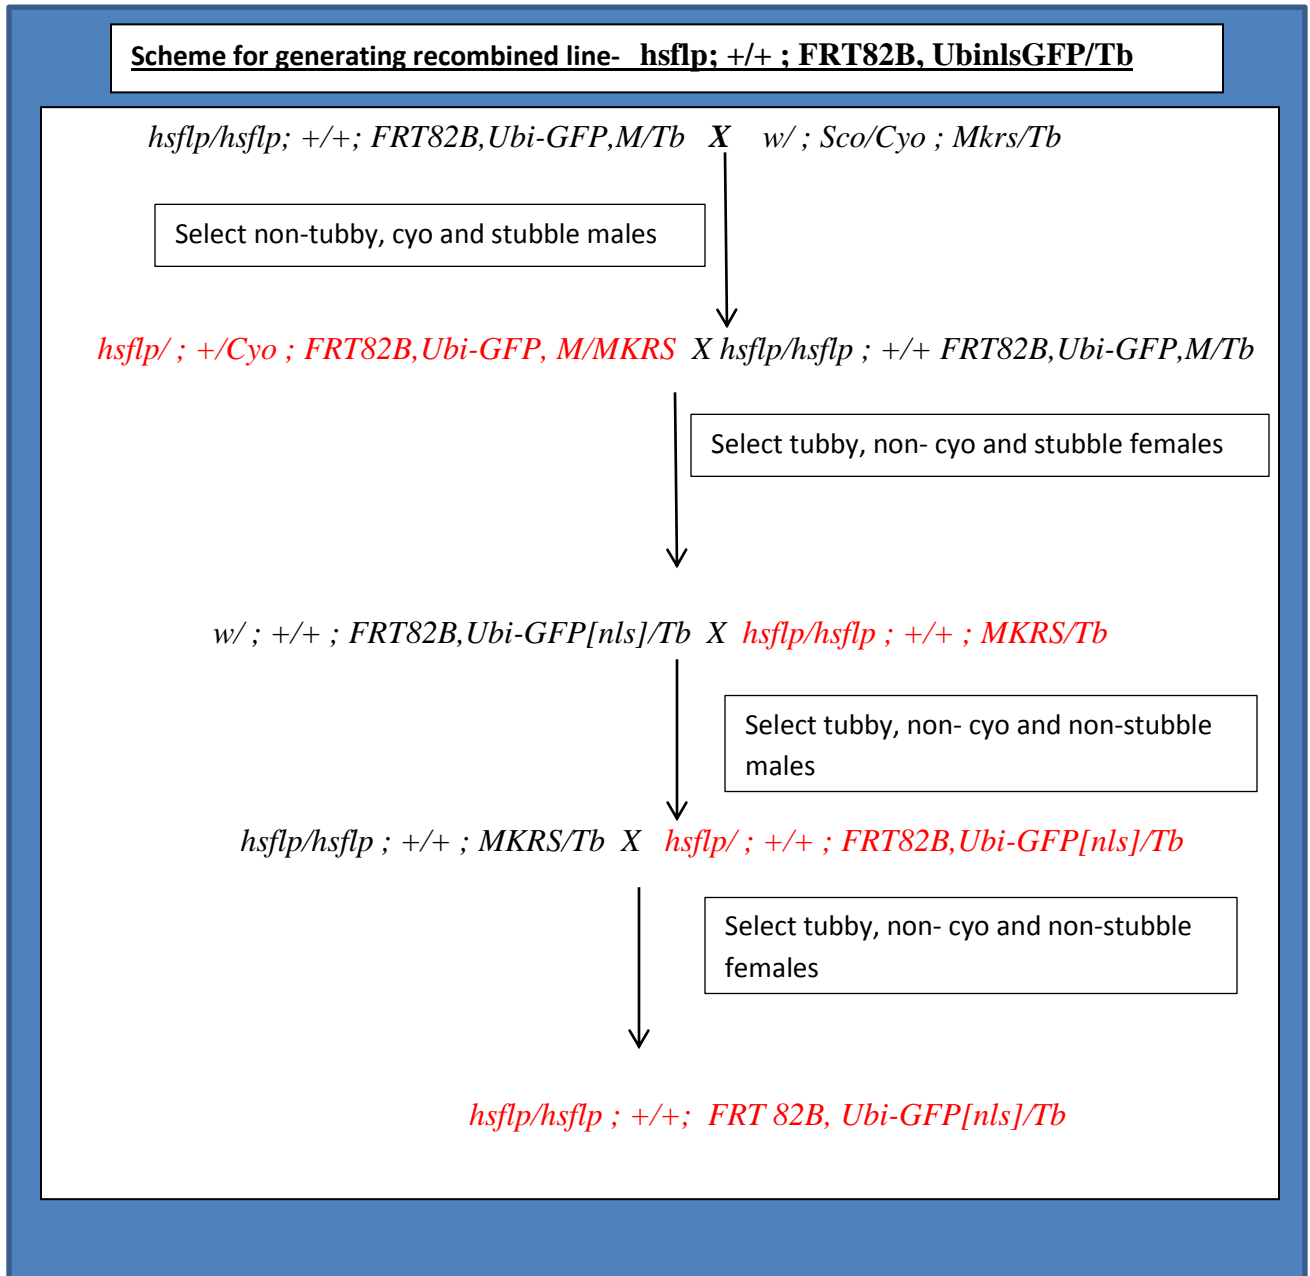 Scheme for generating recombined line- hsflp; +/+ ; FRT82B, UbinlsGFP/Tb
hsflp/hsflp; +/+; FRT82B,Ubi-GFP,M/Tb X w/ ; Sco/Cyo ; Mkrs/Tb
Select non-tubby, cyo and stubble males
hsflp/ ; +/Cyo ; FRT82B,Ubi-GFP, M/MKRS X hsflp/hsflp ; +/+ FRT82B,Ubi-GFP,M/Tb
Select tubby, non- cyo and stubble females
w/ ; +/+ ; FRT82B,Ubi-GFP[nls]/Tb X hsflp/hsflp ; +/+ ; MKRS/Tb
Select tubby, non- cyo and non-stubble
males
hsflp/hsflp ; +/+ ; MKRS/Tb X hsflp/ ; +/+ ; FRT82B,Ubi-GFP[nls]/Tb
Select tubby, non- cyo and non-stubble
females
hsflp/hsflp ; +/+; FRT 82B, Ubi-GFP[nls]/Tb